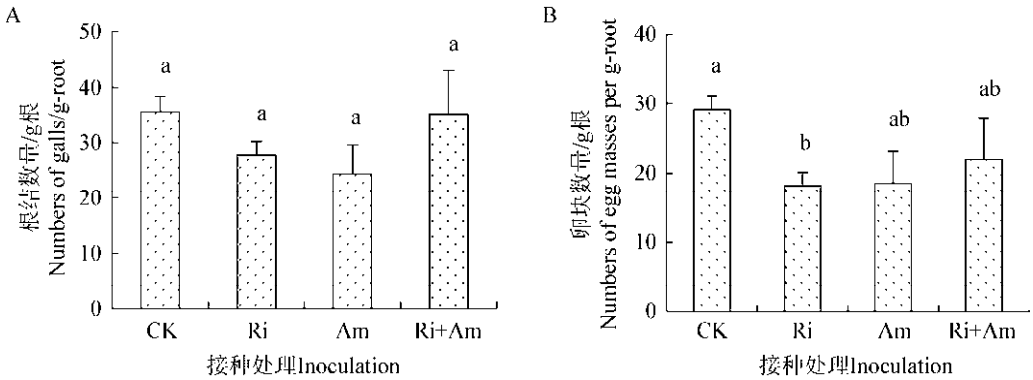 A
50
40
30
20
10
0
根结数量/g根
Numbers of galls/g-root
a
a
a
a
CK
Ri
Am
Ri+Am
接种处理Inoculation
B
40
30
20
10
0
卵块数量/g根
Numbers of egg masses per g-root
a
b
ab
ab
CK
Ri
Am
Ri+Am
接种处理Inoculation